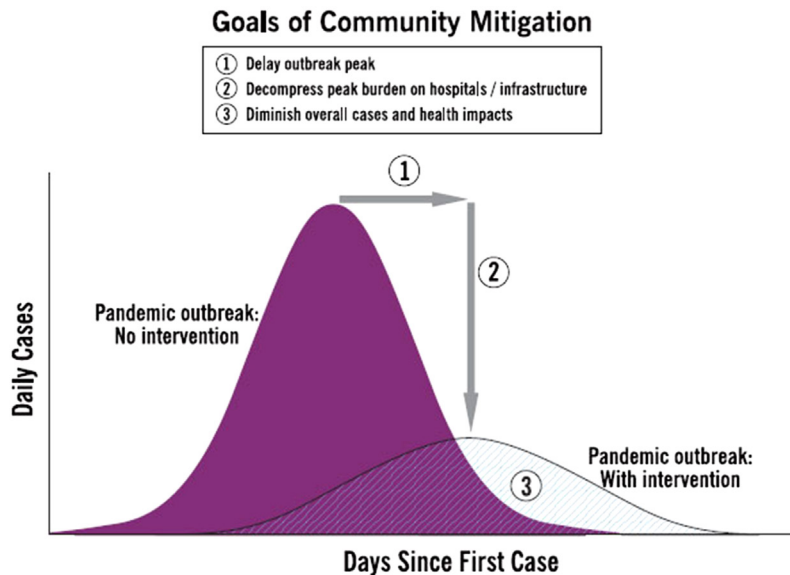 Goals of Community Mitigation
① Delay outbreak peak
② Decompress peak burden on hospitals / infrastructure
③ Diminish overall cases and health impacts
①
②
Pandemic outbreak:
No intervention
Daily Cases
Pandemic outbreak:
With intervention
③
Days Since First Case